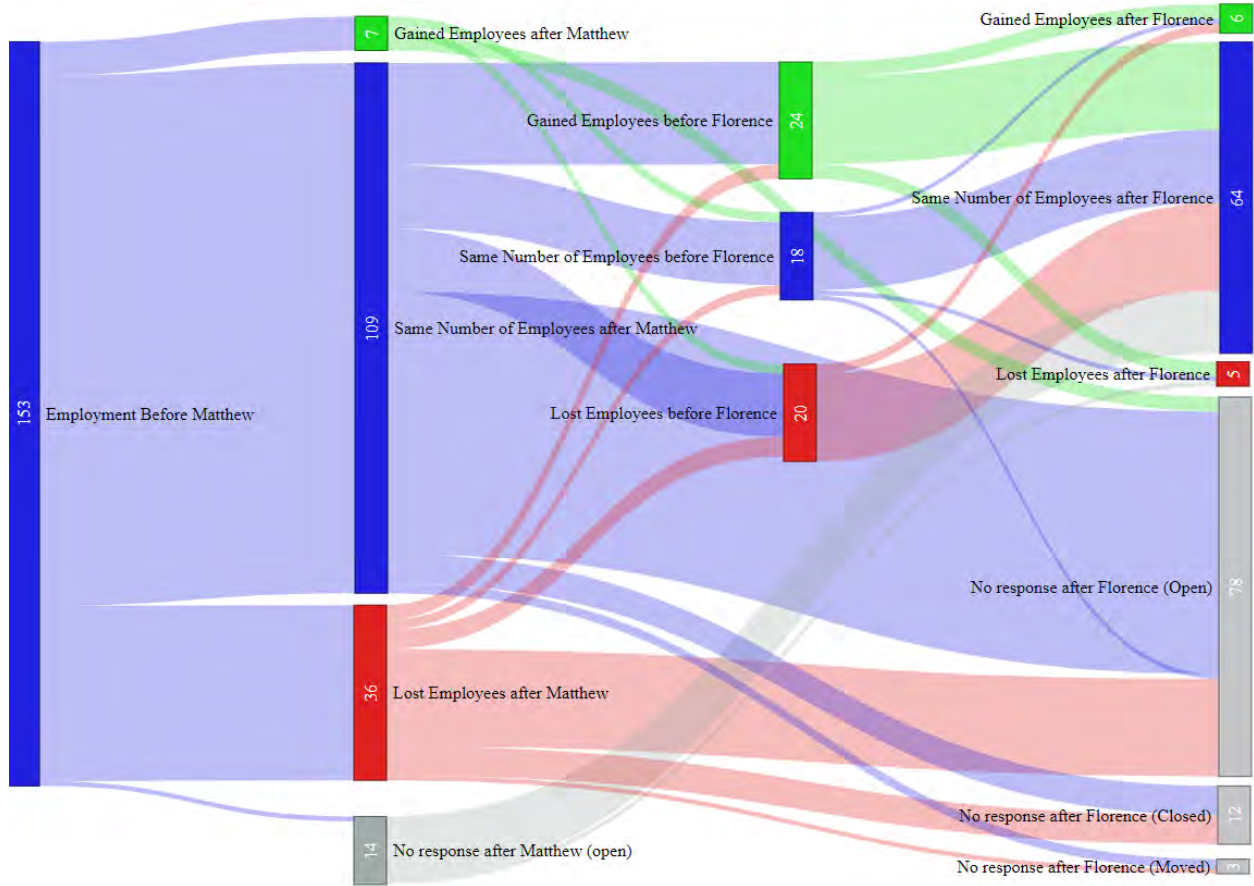 153
Employment Before Matthew
7
Gained Employees after Matthew
109
Same Number of Employees after Matthew
36
Lost Employees after Matthew
14
No response after Matthew (open)
Gained Employees before Florence
24
Same Number of Employees before Florence
18
Lost Employees before Florence
20
Gained Employees after Florence
6
Same Number of Employees after Florence
64
Lost Employees after Florence
5
No response after Florence (Open)
78
No response after Florence (Closed)
12
No response after Florence (Moved)
3